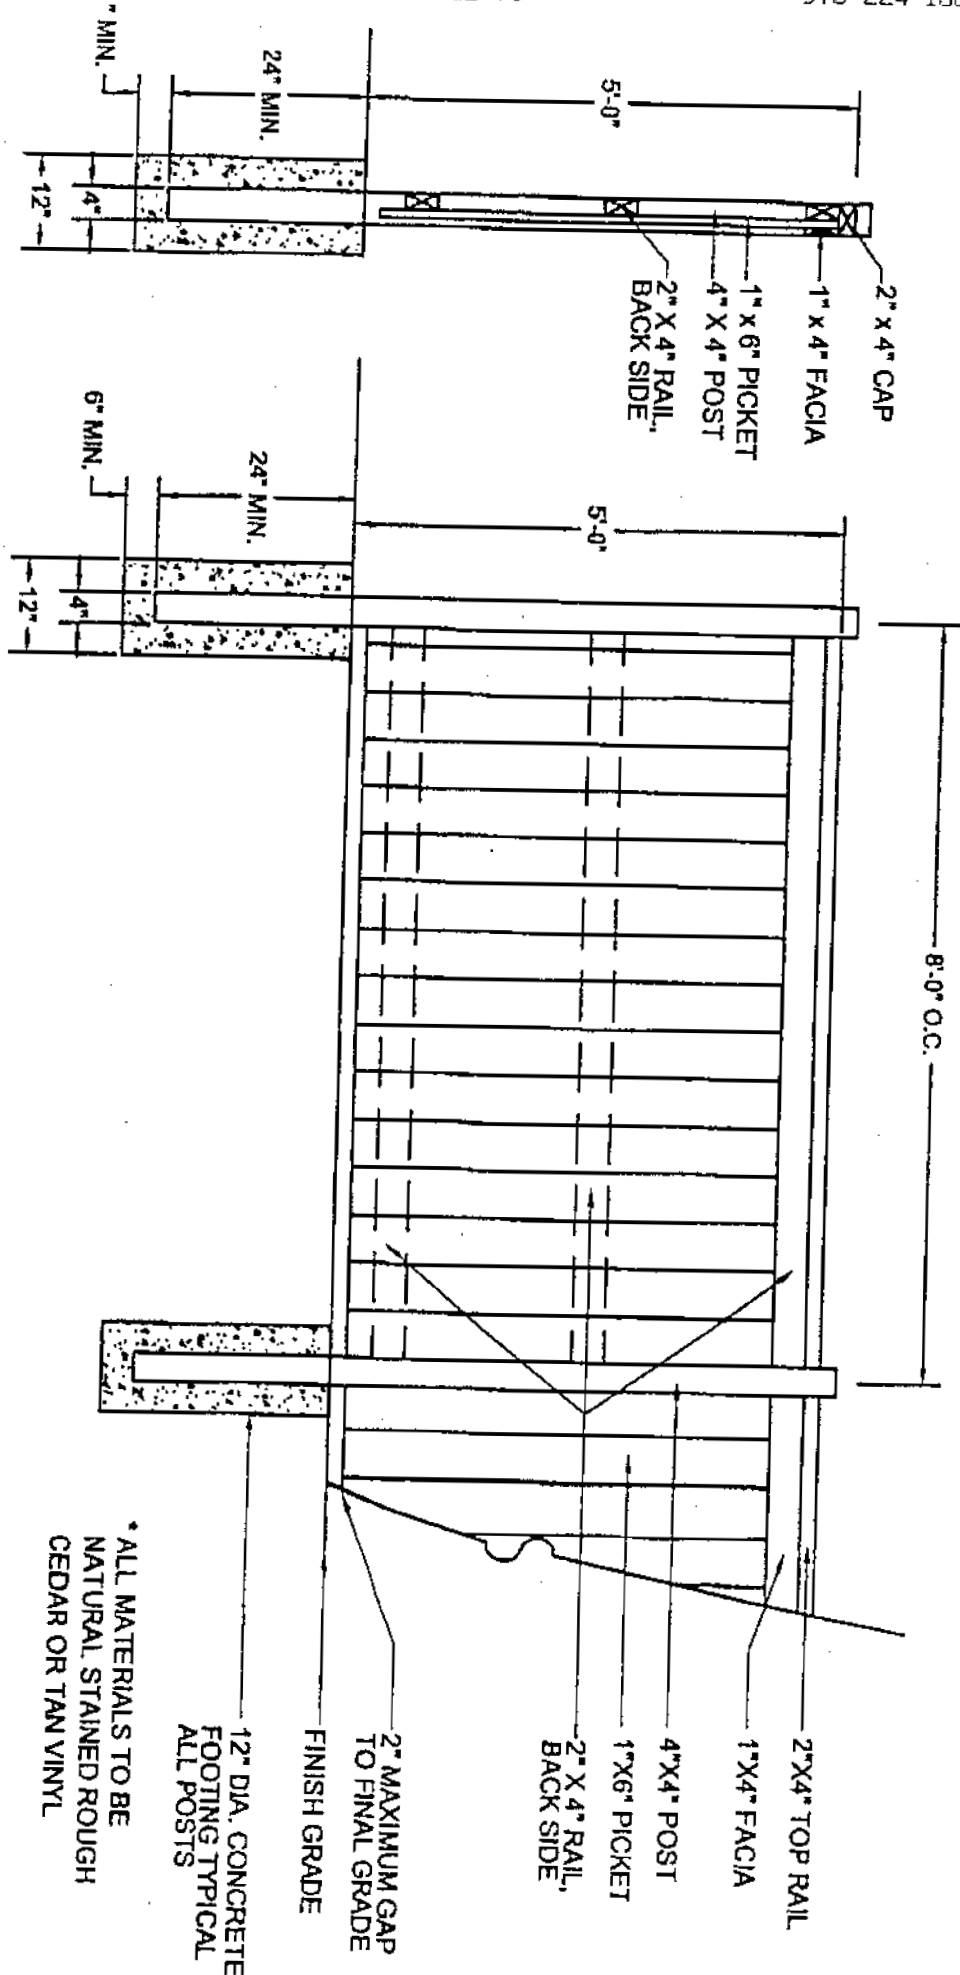 5'-0"
24" MIN.
" MIN.
12"
4"
2" x 4" CAP
1" x 4" FACIA
1" x 6" PICKET
4" X 4" POST
2" X 4" RAIL,
BACK SIDE
8'-0" O.C.
5'-0"
24" MIN.
6" MIN.
4"
12"
2"X4" TOP RAIL
1"X4" FACIA
4"X4" POST
1"X6" PICKET
2" X 4" RAIL,
BACK SIDE
2" MAXIMUM GAP
TO FINAL GRADE
FINISH GRADE
12" DIA. CONCRETE
FOOTING TYPICAL
ALL POSTS
* ALL MATERIALS TO BE
NATURAL STAINED ROUGH
CEDAR OR TAN VINYL